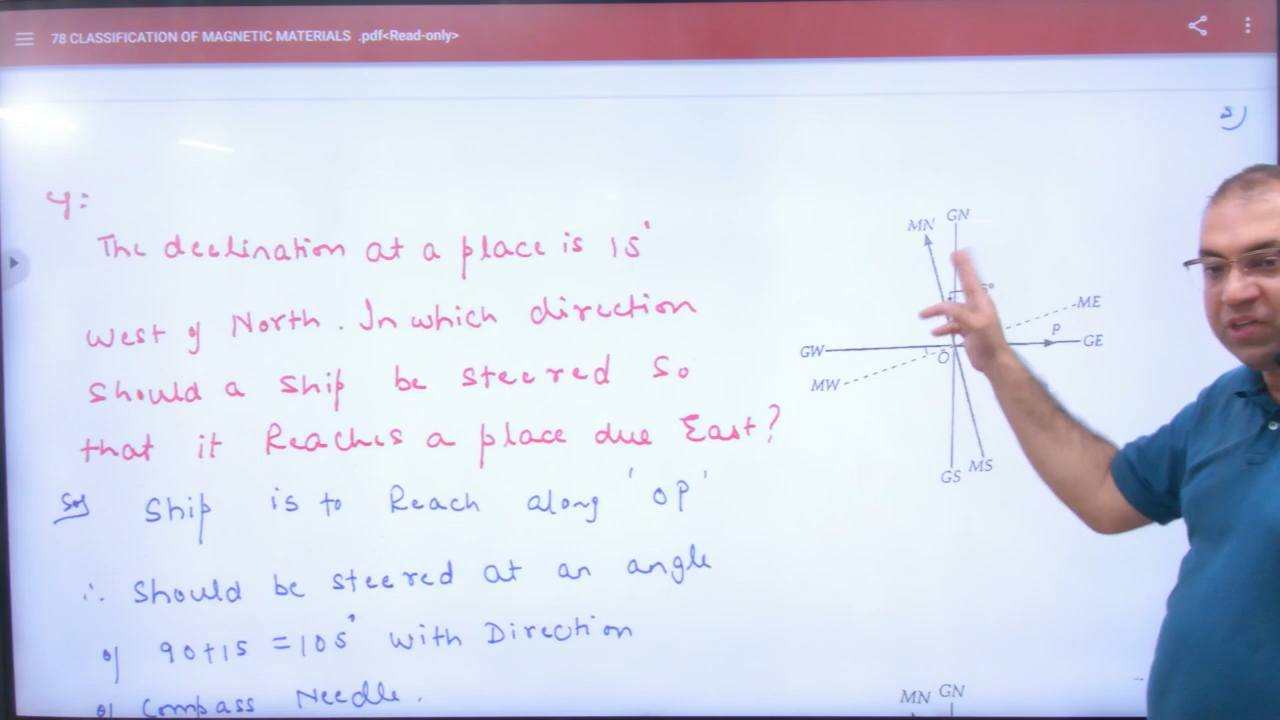 78 CLASSIFICATION OF MAGNETIC MATERIALS .pdf<Read-only>
2)
4:
The declination at a place is 15°
West of North. In which direction
Should a ship be steered so
that it Reaches a place due East?
Sol Ship is to Reach along 'OP'
∴ Should be steered at an angle
of 90+15 = 105° with Direction
of Compass Needle.
MN GN
ME
P
GE
GW
O
MW
GS MS
MN GN